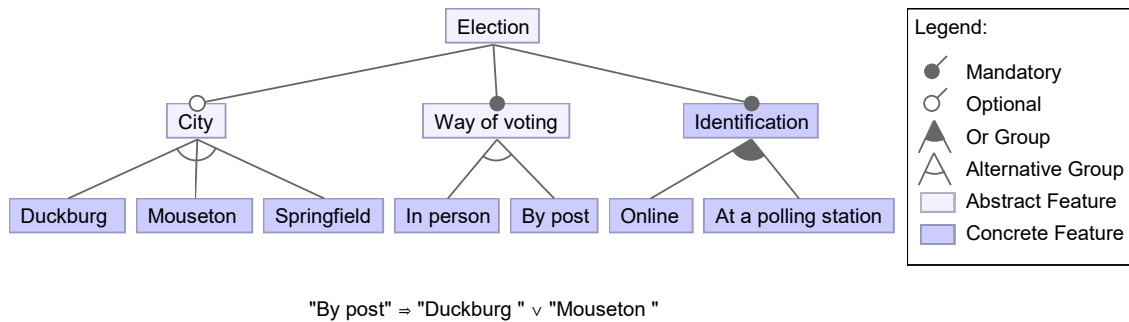 Election
Legend:
Mandatory
Optional
Or Group
Alternative Group
Abstract Feature
Concrete Feature
City
Way of voting
Identification
Duckburg
Mouseton
Springfield
In person
By post
Online
At a polling station
"By post" ⇒ "Duckburg " ∨ "Mouseton "